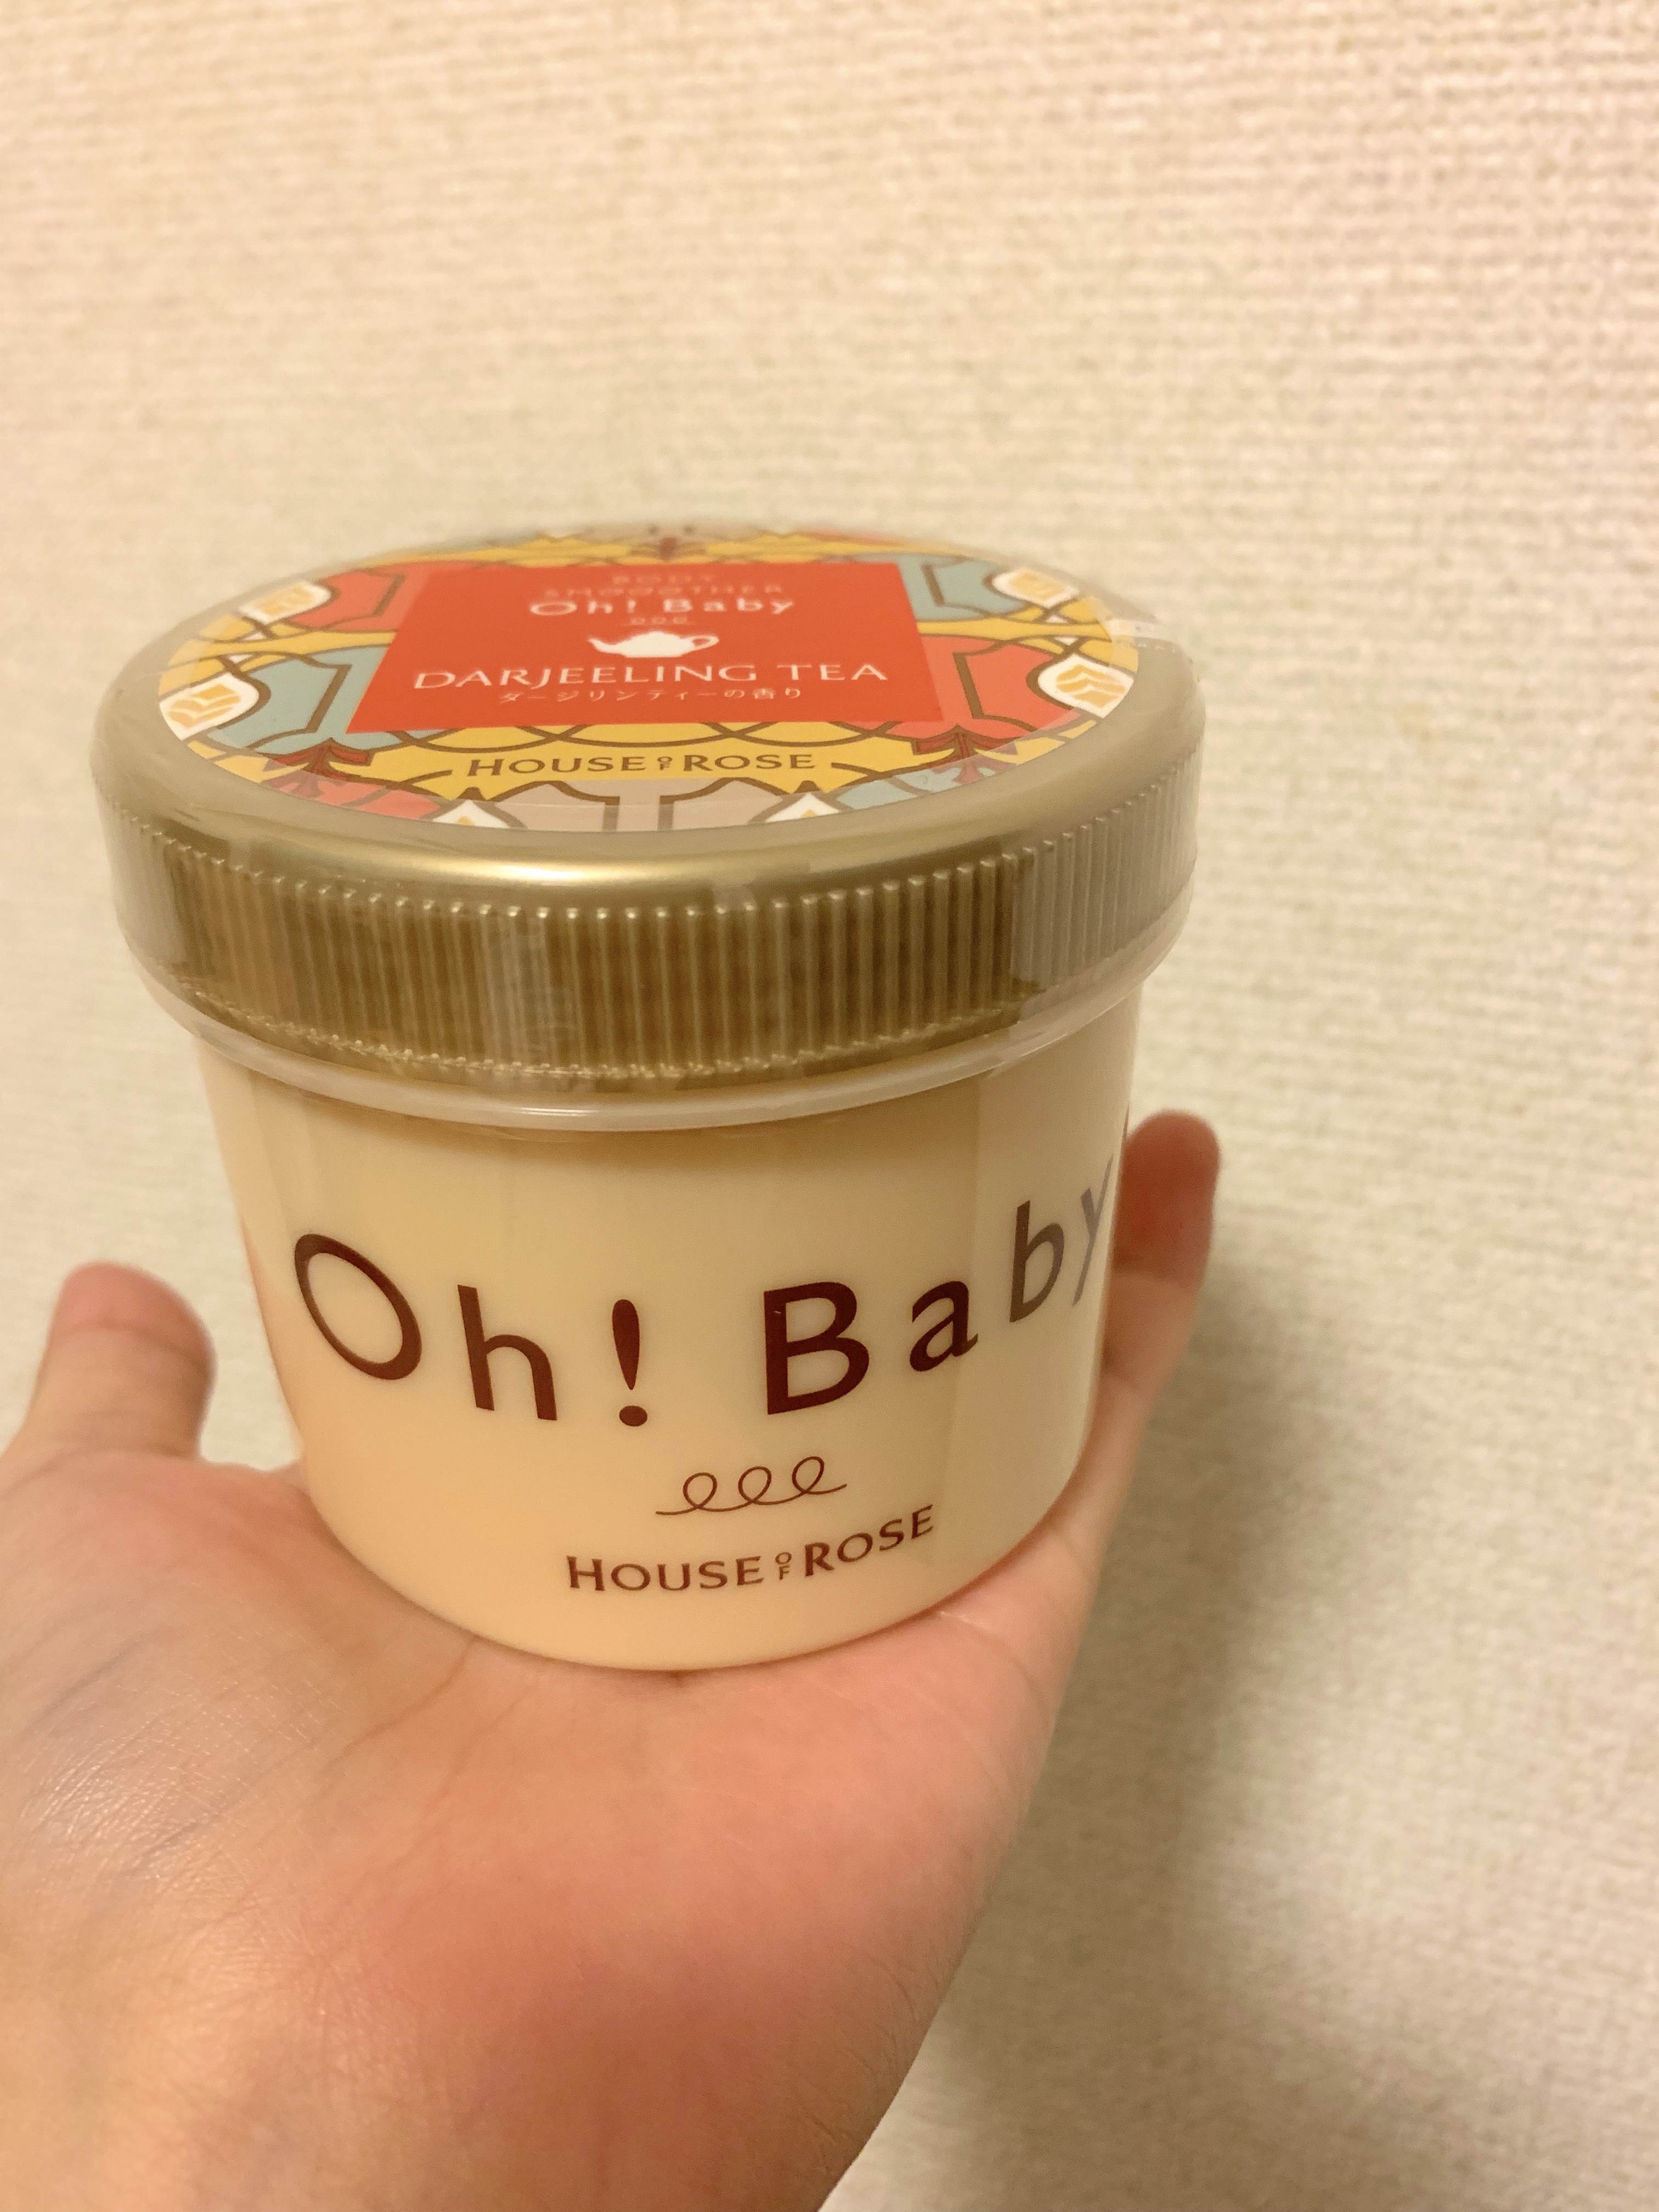 BODY
SMOOOTHER
Oh! Baby
DARJEELING TEA
ダージリンティーの香り
HOUSE OF ROSE
Oh! Baby
HOUSE OF ROSE